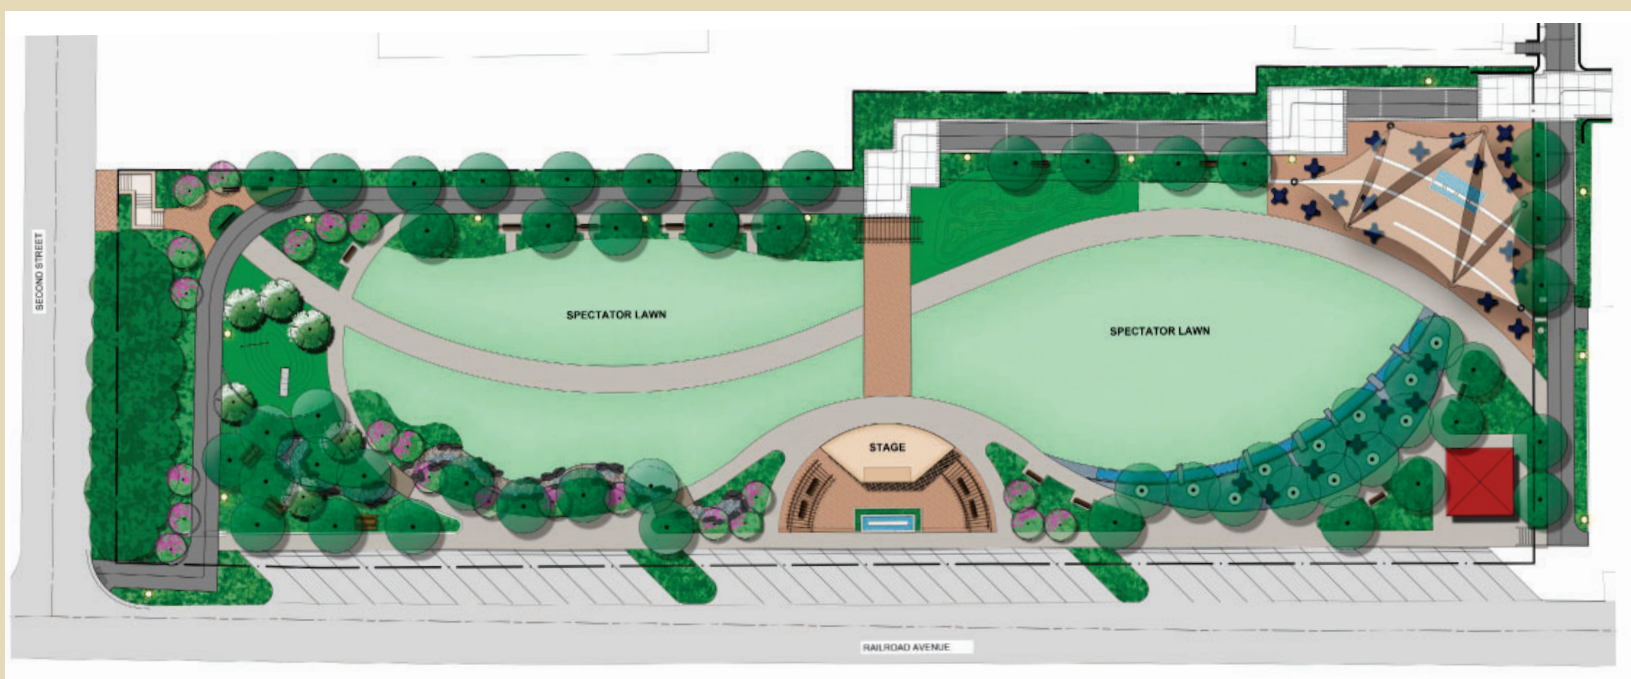 SECOND STREET
SPECTATOR LAWN
SPECTATOR LAWN
STAGE
RAILROAD AVENUE